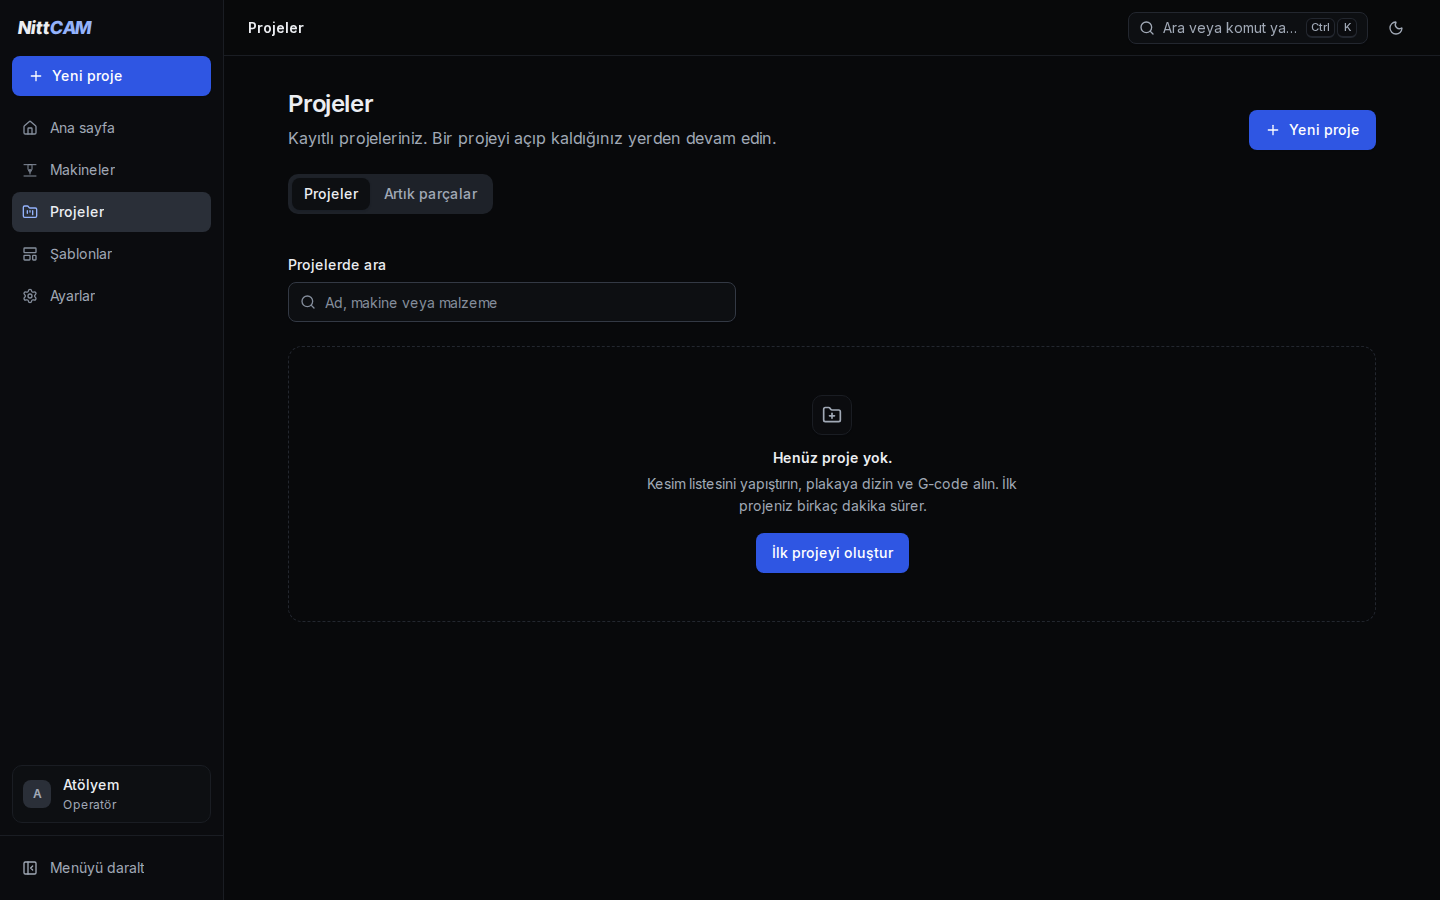 NittCAM
Yeni proje
Ana sayfa
Makineler
Projeler
Şablonlar
Ayarlar
Atölyem
A
Operatör
Menüyü daralt
Projeler
Ara veya komut ya...
Ctrl K
Projeler
Kayıtlı projeleriniz. Bir projeyi açıp kaldığınız yerden devam edin.
Yeni proje
Projeler
Artık parçalar
Projelerde ara
Ad, makine veya malzeme
Henüz proje yok.
Kesim listesini yapıştırın, plakaya dizin ve G-code alın. İlk
projeniz birkaç dakika sürer.
İlk projeyi oluştur